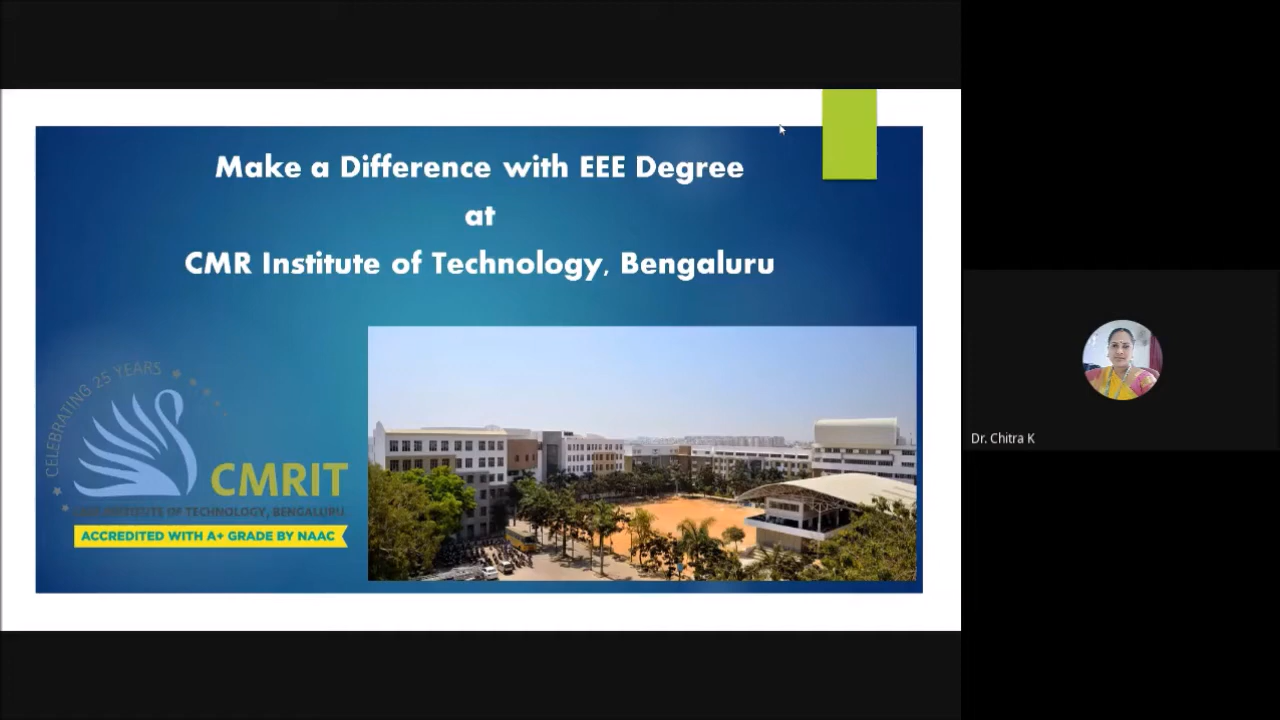 Make a Difference with EEE Degree
at
CMR Institute of Technology, Bengaluru
CELEBRATING 25 YEARS
CMRIT
CMR INSTITUTE OF TECHNOLOGY, BENGALURU.
ACCREDITED WITH A+ GRADE BY NAAC
Dr. Chitra K